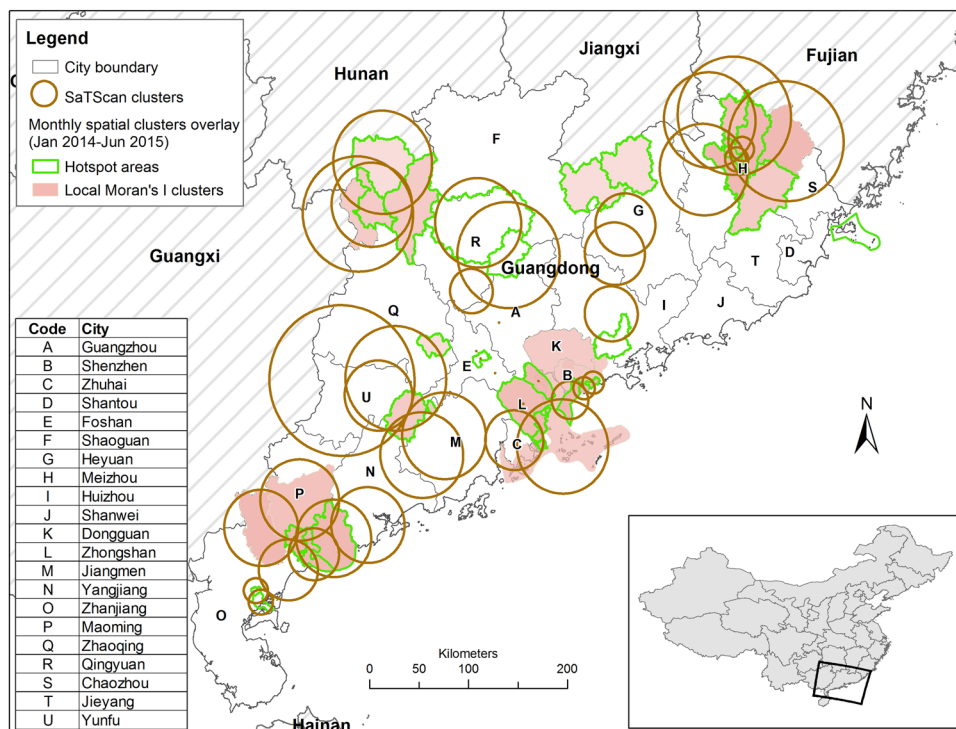 Legend
City boundary
SaTScan clusters
Monthly spatial clusters overlay
(Jan 2014-Jun 2015)
Hotspot areas
Local Moran's I clusters
Hunan
Jiangxi
Fujian
Guangxi
Guangdong
Hainan
F
H
S
G
R
T
D
Q
A
I
J
K
E
B
U
L
M
C
N
P
O
Code City
A Guangzhou
B Shenzhen
C Zhuhai
D Shantou
E Foshan
F Shaoguan
G Heyuan
H Meizhou
I Huizhou
J Shanwei
K Dongguan
L Zhongshan
M Jiangmen
N Yangjiang
O Zhanjiang
P Maoming
Q Zhaoqing
R Qingyuan
S Chaozhou
T Jieyang
U Yunfu
N
Kilometers
0 50 100 200